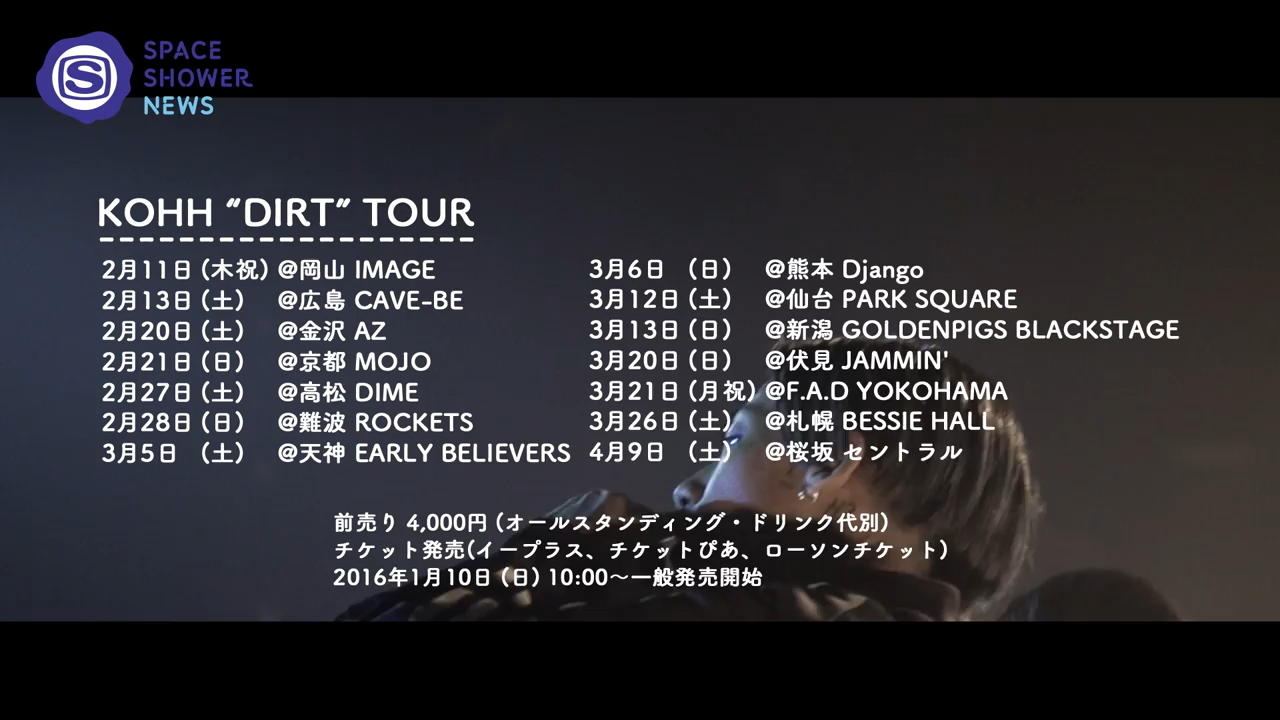 SPACE
SHOWER
NEWS
KOHH “DIRT” TOUR
2月11日（木祝）@岡山 IMAGE
2月13日（土） @広島 CAVE-BE
2月20日（土） @金沢 AZ
2月21日（日） @京都 MOJO
2月27日（土） @高松 DIME
2月28日（日） @難波 ROCKETS
3月5日 （土） @天神 EARLY BELIEVERS
3月6日 （日） @熊本 Django
3月12日（土） @仙台 PARK SQUARE
3月13日（日） @新潟 GOLDENPIGS BLACKSTAGE
3月20日（日） @伏見 JAMMIN'
3月21日（月祝）@F.A.D YOKOHAMA
3月26日（土） @札幌 BESSIE HALL
4月9日 （土） @桜坂 セントラル
前売り 4,000円（オールスタンディング・ドリンク代別）
チケット発売(イープラス、チケットぴあ、ローソンチケット)
2016年1月10日（日）10:00〜一般発売開始